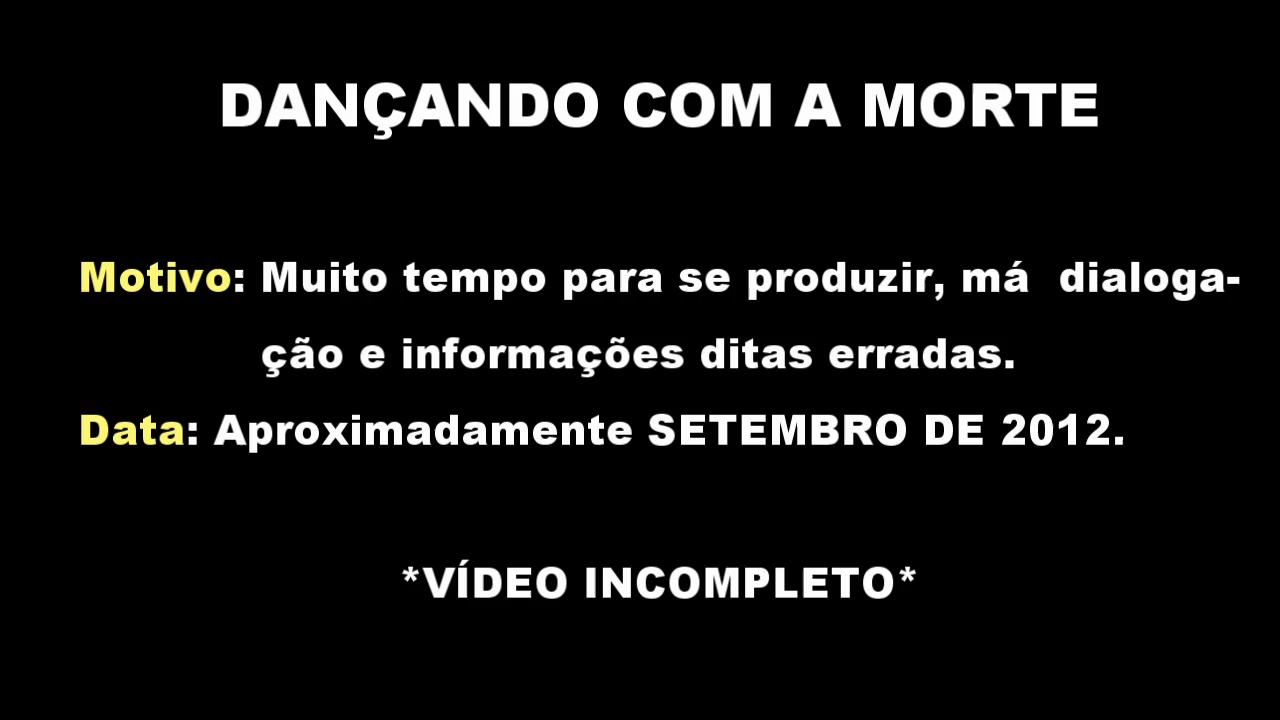 DANÇANDO COM A MORTE
Motivo: Muito tempo para se produzir, má dialoga-
ção e informações ditas erradas.
Data: Aproximadamente SETEMBRO DE 2012.
*VÍDEO INCOMPLETO*